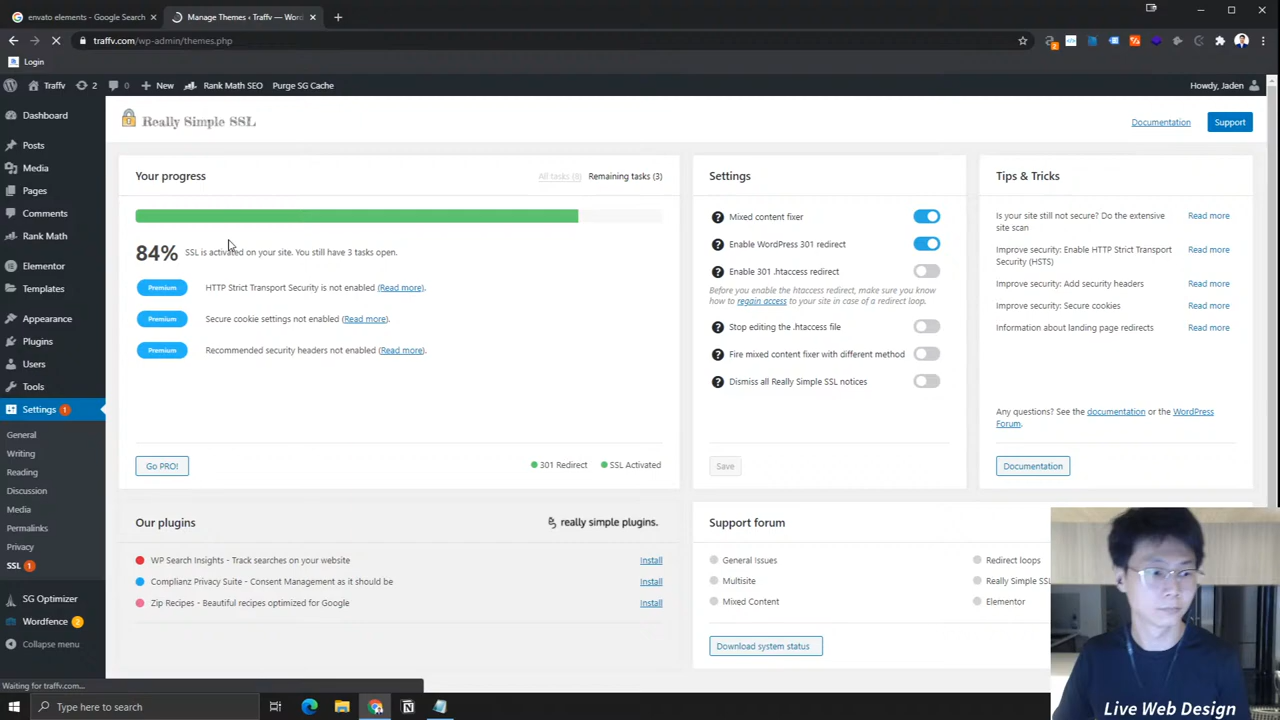 envato elements - Google Search
Manage Themes ‹ Traffv — Word
traffv.com/wp-admin/themes.php
Login
Traffv
2
0
New
Rank Math SEO
Purge SG Cache
Howdy, Jaden
Dashboard
Posts
Media
Pages
Comments
Rank Math
Elementor
Templates
Appearance
Plugins
Users
Tools
Settings 1
General
Writing
Reading
Discussion
Media
Permalinks
Privacy
SSL 1
SG Optimizer
Wordfence 2
Collapse menu
Really Simple SSL
Documentation
Support
Your progress
All tasks (8)
Remaining tasks (3)
84%
SSL is activated on your site. You still have 3 tasks open.
Premium
HTTP Strict Transport Security is not enabled (Read more).
Premium
Secure cookie settings not enabled (Read more).
Premium
Recommended security headers not enabled (Read more).
Go PRO!
301 Redirect
SSL Activated
Settings
Mixed content fixer
Enable WordPress 301 redirect
Enable 301 .htaccess redirect
Before you enable the htaccess redirect, make sure you know
how to regain access to your site in case of a redirect loop.
Stop editing the .htaccess file
Fire mixed content fixer with different method
Dismiss all Really Simple SSL notices
Save
Tips & Tricks
Is your site still not secure? Do the extensive
site scan
Read more
Improve security: Enable HTTP Strict Transport
Security (HSTS)
Read more
Improve security: Add security headers
Read more
Improve security: Secure cookies
Read more
Information about landing page redirects
Read more
Any questions? See the documentation or the WordPress
Forum.
Documentation
Our plugins
really simple plugins.
WP Search Insights - Track searches on your website
Install
Complianz Privacy Suite - Consent Management as it should be
Install
Zip Recipes - Beautiful recipes optimized for Google
Install
Support forum
General Issues
Multisite
Mixed Content
Redirect loops
Really Simple SSL
Elementor
Download system status
Waiting for traffv.com...
Type here to search
Live Web Design